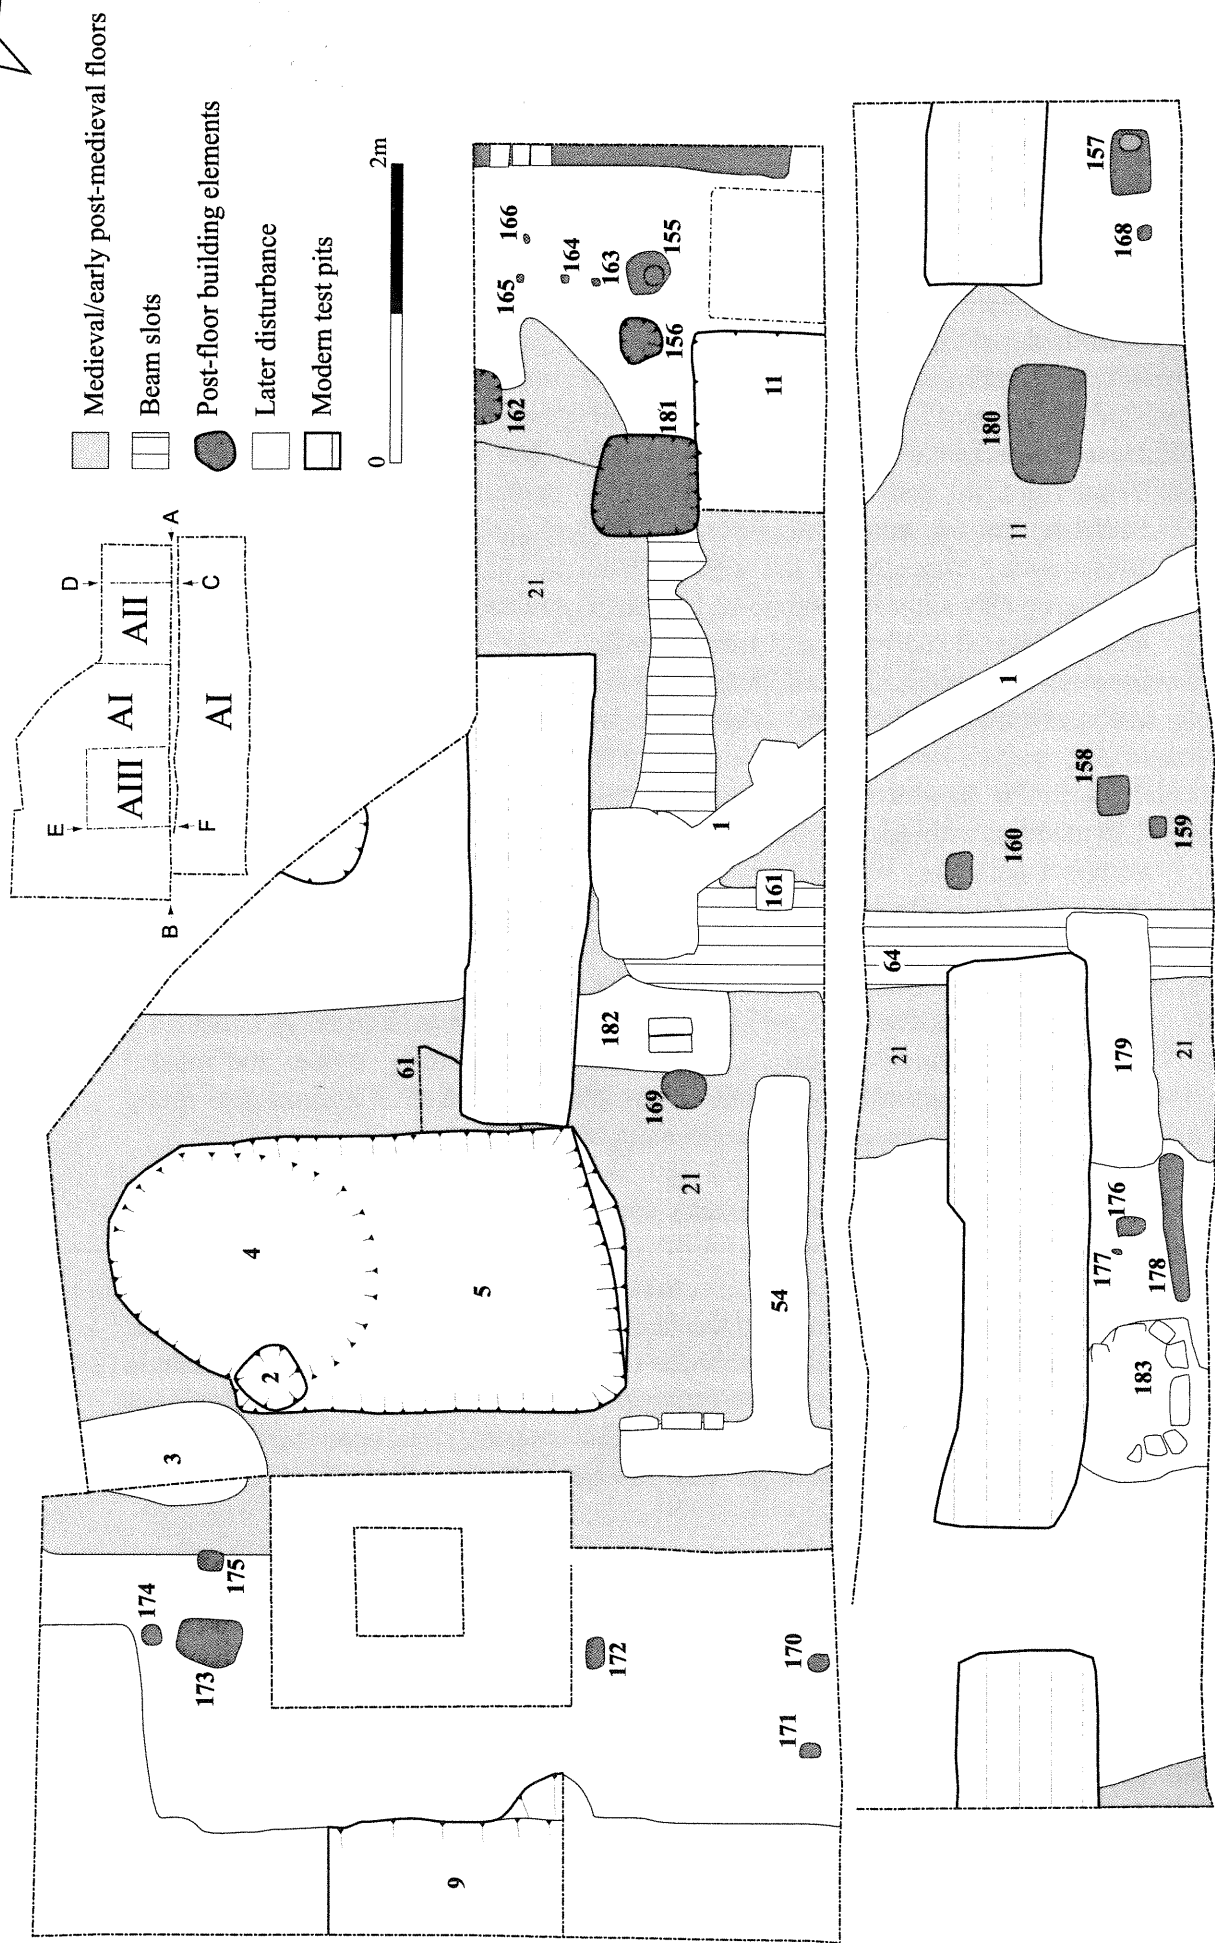 Medieval/early post-medieval floors
Beam slots
Post-floor building elements
Later disturbance
Modern test pits
0 2m
A
B
C
D
E
F
AI
AII
AIII
AI
166
165
164
163
155
156
162
181
11
21
1
161
182
61
169
21
4
5
2
54
3
175
174
173
172
170
171
9
157
168
180
11
1
158
159
160
64
21
179
21
176
177
178
183